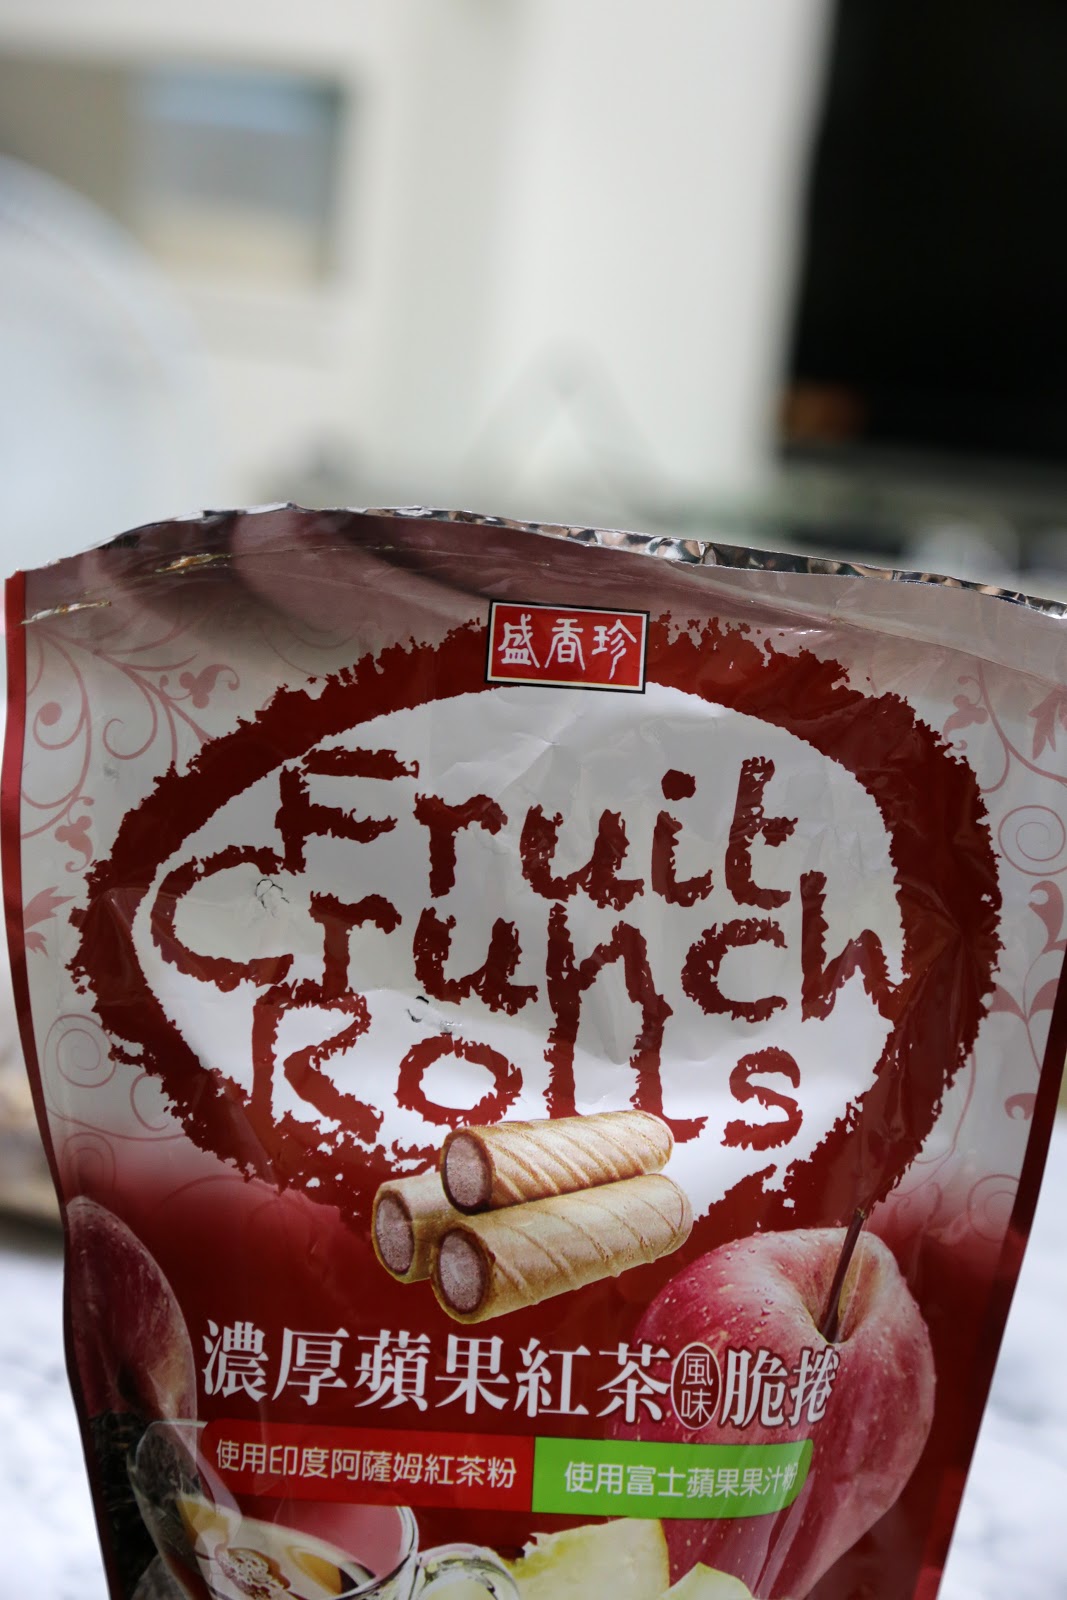 盛香珍
Fruit
Crunch
Rolls
濃厚蘋果紅茶風味脆捲
使用印度阿薩姆紅茶粉 使用富士蘋果果汁粉